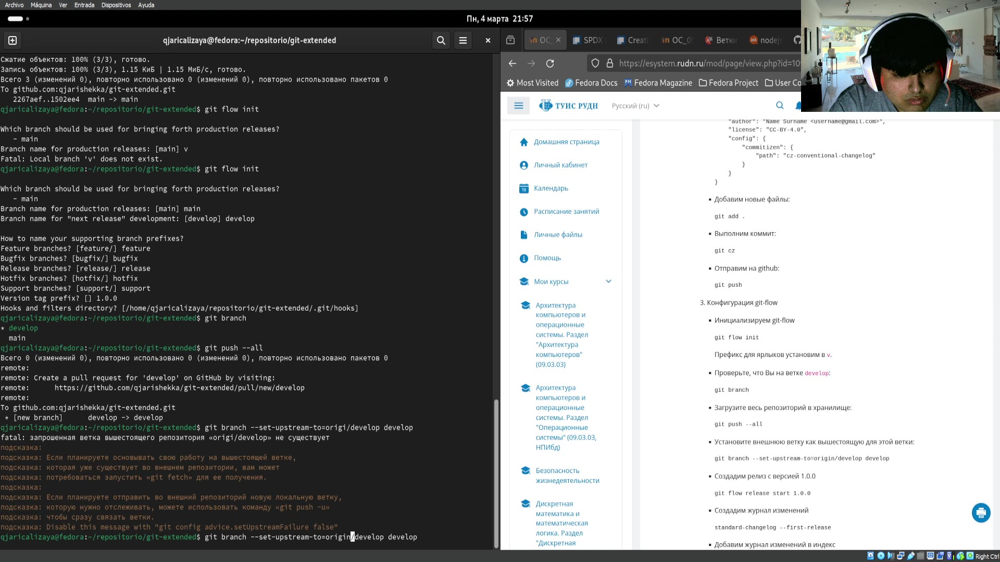 Archivo Máquina Ver Entrada Dispositivos Ayuda
Пн, 4 марта 21:57
qjaricalizaya@fedora:~/repositorio/git-extended
Сжатие объектов: 100% (3/3), готово.
Запись объектов: 100% (3/3), 1.15 КиБ | 1.15 МиБ/с, готово.
Всего 3 (изменений 0), повторно использовано 0 (изменений 0), повторно использовано пакетов 0
To github.com:qjarishekka/git-extended.git
2267aef..1502ee4 main -> main
qjaricalizaya@fedora:~/repositorio/git-extended$ git flow init
Which branch should be used for bringing forth production releases?
- main
Branch name for production releases: [main] v
Fatal: Local branch 'v' does not exist.
qjaricalizaya@fedora:~/repositorio/git-extended$ git flow init
Which branch should be used for bringing forth production releases?
- main
Branch name for production releases: [main] main
Branch name for "next release" development: [develop] develop
How to name your supporting branch prefixes?
Feature branches? [feature/] feature
Bugfix branches? [bugfix/] bugfix
Release branches? [release/] release
Hotfix branches? [hotfix/] hotfix
Support branches? [support/] support
Version tag prefix? [] 1.0.0
Hooks and filters directory? [/home/qjaricalizaya/repositorio/git-extended/.git/hooks]
qjaricalizaya@fedora:~/repositorio/git-extended$ git branch
* develop
main
qjaricalizaya@fedora:~/repositorio/git-extended$ git push --all
Всего 0 (изменений 0), повторно использовано 0 (изменений 0), повторно использовано пакетов 0
remote:
remote: Create a pull request for 'develop' on GitHub by visiting:
remote: https://github.com/qjarishekka/git-extended/pull/new/develop
remote:
To github.com:qjarishekka/git-extended.git
* [new branch] develop -> develop
qjaricalizaya@fedora:~/repositorio/git-extended$ git branch --set-upstream-to=origi/develop develop
fatal: запрошенная ветка вышестоящего репозитория «origi/develop» не существует
подсказка:
подсказка: Если планируете основывать свою работу на вышестоящей ветке,
подсказка: которая уже существует во внешнем репозитории, вам может
подсказка: потребоваться запустить «git fetch» для ее получения.
подсказка:
подсказка: Если планируете отправить во внешний репозиторий новую локальную ветку,
подсказка: которую нужно отслеживать, можете использовать команду «git push -u»
подсказка: чтобы сразу связать ветки.
подсказка: Disable this message with "git config advice.setUpstreamFailure false"
qjaricalizaya@fedora:~/repositorio/git-extended$ git branch --set-upstream-to=origin/develop develop
OC_ SPDX Creati OC_0 Ветки nodejs
https://esystem.rudn.ru/mod/page/view.php?id=10
Most Visited Fedora Docs Fedora Magazine Fedora Project User Co
ТУИС РУДН Русский (ru)
Домашняя страница
Личный кабинет
Календарь
Расписание занятий
Личные файлы
Помощь
Мои курсы
Архитектура
компьютеров и
операционные
системы. Раздел
"Архитектура
компьютеров"
(09.03.03)
Архитектура
компьютеров и
операционные
системы. Раздел
"Операционные
системы" (09.03.03,
НПИбд)
Безопасность
жизнедеятельности
Дискретная
математика и
математическая
логика. Раздел
"Дискретная
"author": "Name Surname <username@gmail.com>",
"license": "CC-BY-4.0",
"config": {
"commitizen": {
"path": "cz-conventional-changelog"
}
}
}
▪ Добавим новые файлы:
git add .
▪ Выполним коммит:
git cz
▪ Отправим на github:
git push
3. Конфигурация git-flow
▪ Инициализируем git-flow
git flow init
Префикс для ярлыков установим в v.
▪ Проверьте, что Вы на ветке develop:
git branch
▪ Загрузите весь репозиторий в хранилище:
git push --all
▪ Установите внешнюю ветку как вышестоящую для этой ветки:
git branch --set-upstream-to=origin/develop develop
▪ Создадим релиз с версией 1.0.0
git flow release start 1.0.0
▪ Создадим журнал изменений
standard-changelog --first-release
▪ Добавим журнал изменений в индекс
Right Ctrl